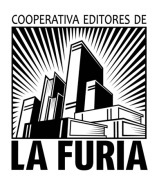 COOPERATIVA EDITORES DE
LA FURIA